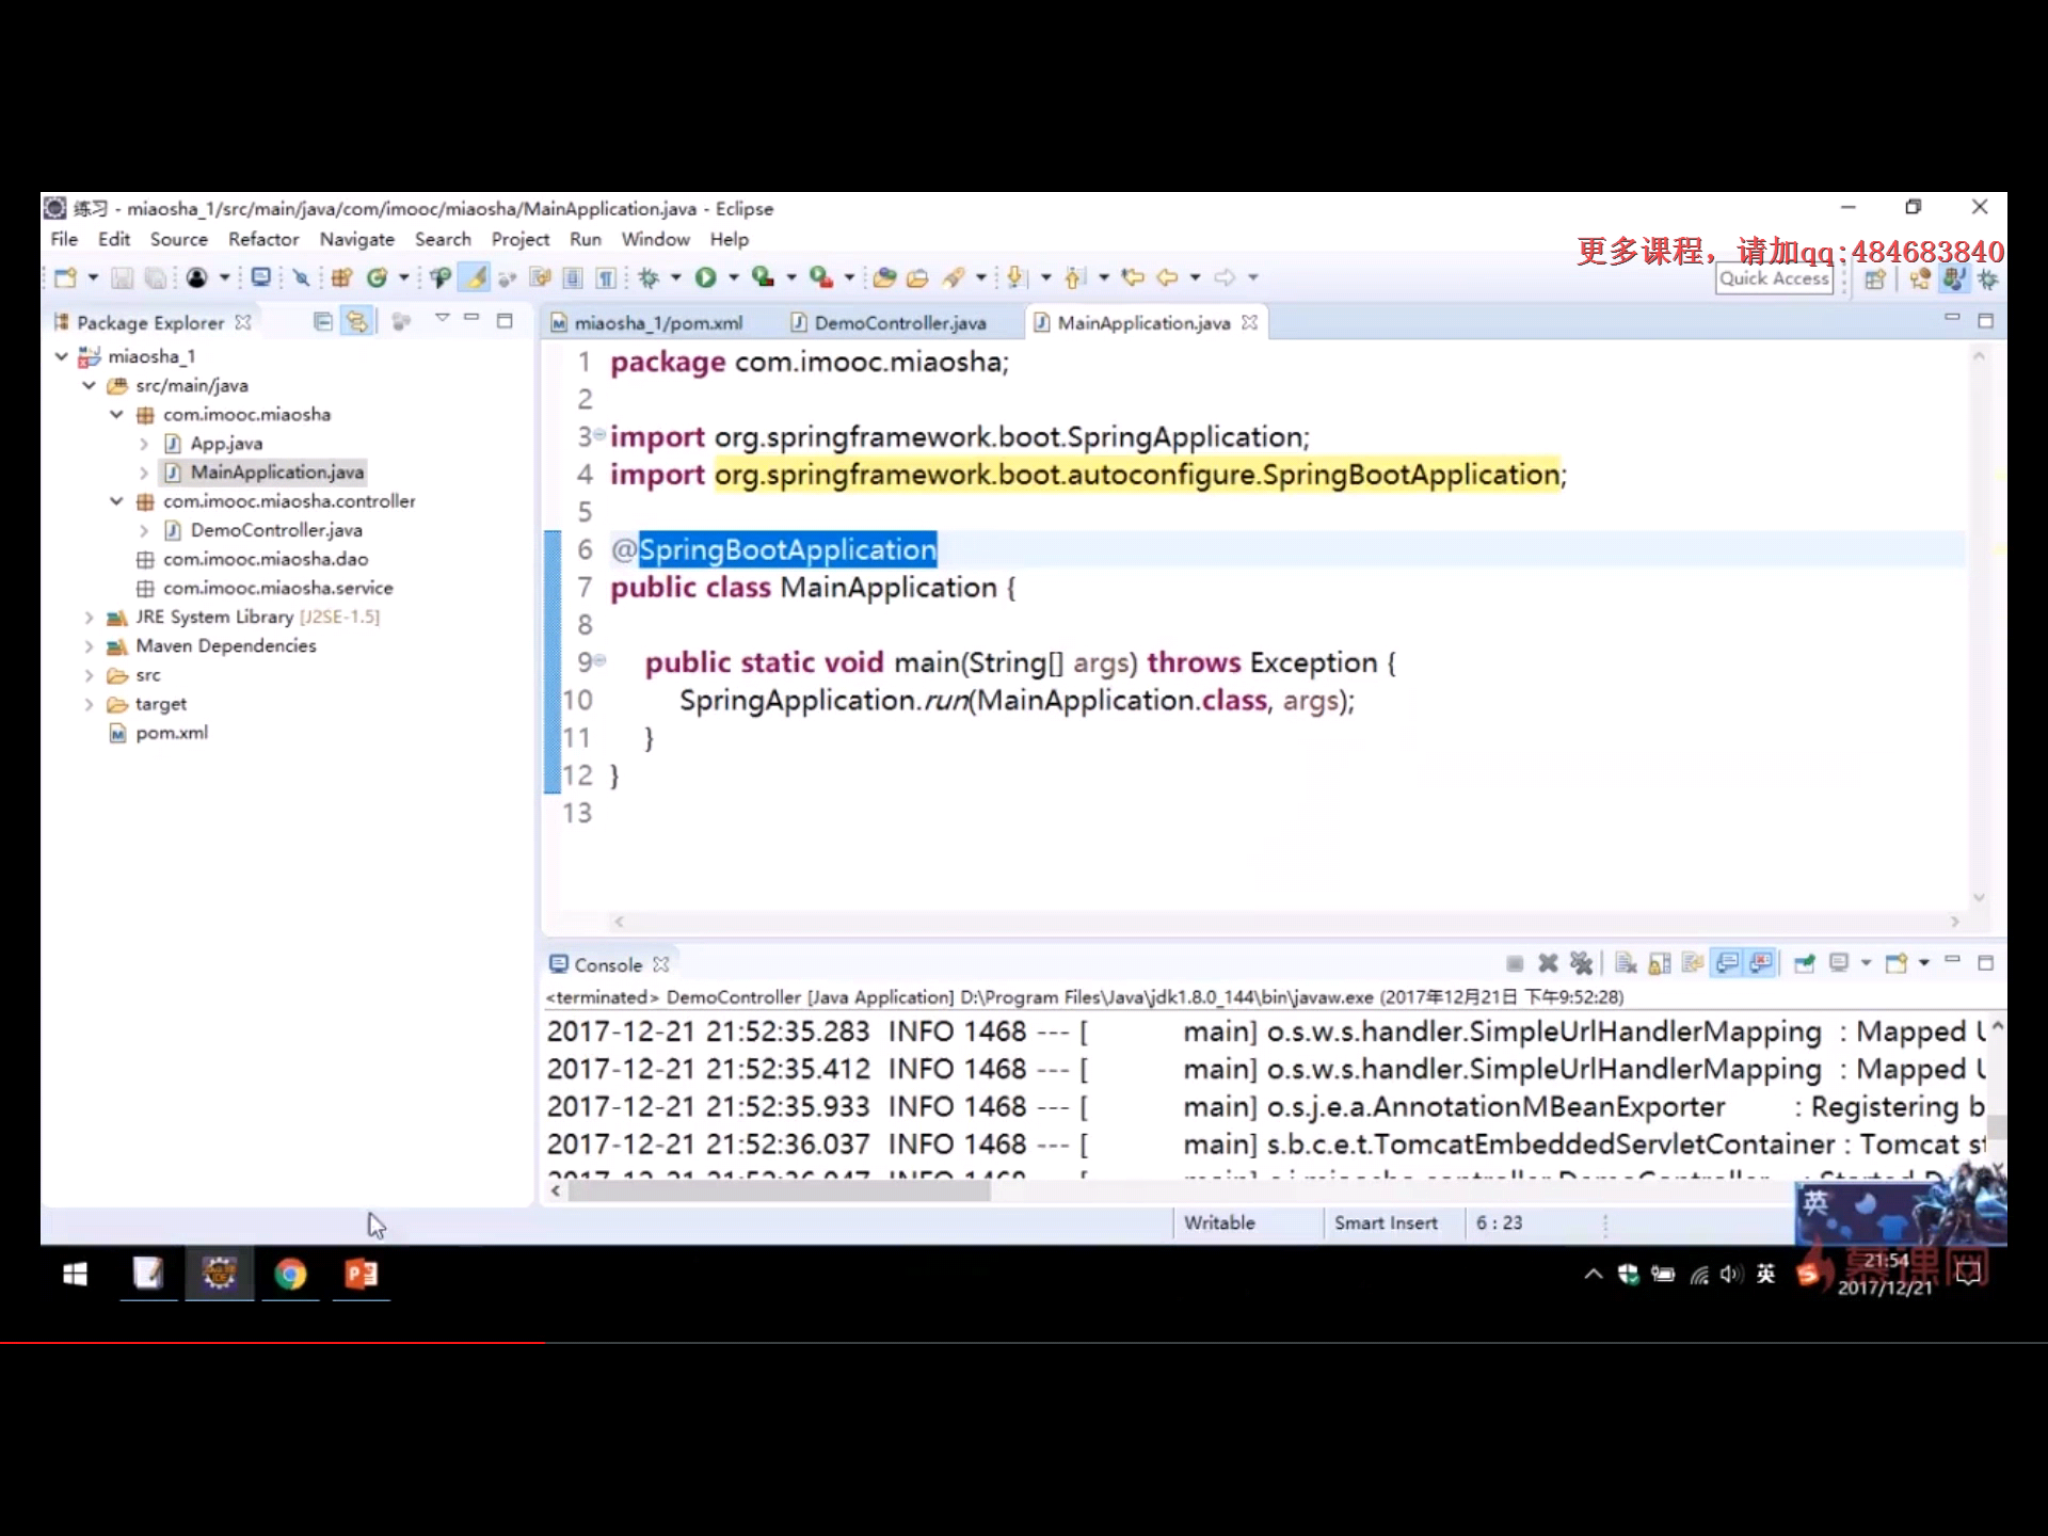 练习 - miaosha_1/src/main/java/com/imooc/miaosha/MainApplication.java - Eclipse
File Edit Source Refactor Navigate Search Project Run Window Help
更多课程，请加qq:484683840
Quick Access
Package Explorer
miaosha_1
src/main/java
com.imooc.miaosha
App.java
MainApplication.java
com.imooc.miaosha.controller
DemoController.java
com.imooc.miaosha.dao
com.imooc.miaosha.service
JRE System Library [J2SE-1.5]
Maven Dependencies
src
target
pom.xml
miaosha_1/pom.xml DemoController.java MainApplication.java
1 package com.imooc.miaosha;
2
3 import org.springframework.boot.SpringApplication;
4 import org.springframework.boot.autoconfigure.SpringBootApplication;
5
6 @SpringBootApplication
7 public class MainApplication {
8
9 public static void main(String[] args) throws Exception {
10 SpringApplication.run(MainApplication.class, args);
11 }
12 }
13
Console
<terminated> DemoController [Java Application] D:\Program Files\Java\jdk1.8.0_144\bin\javaw.exe (2017年12月21日 下午9:52:28)
2017-12-21 21:52:35.283 INFO 1468 --- [ main] o.s.w.s.handler.SimpleUrlHandlerMapping : Mapped U
2017-12-21 21:52:35.412 INFO 1468 --- [ main] o.s.w.s.handler.SimpleUrlHandlerMapping : Mapped U
2017-12-21 21:52:35.933 INFO 1468 --- [ main] o.s.j.e.a.AnnotationMBeanExporter : Registering b
2017-12-21 21:52:36.037 INFO 1468 --- [ main] s.b.c.e.t.TomcatEmbeddedServletContainer : Tomcat st
Writable Smart Insert 6 : 23
英
英
慕课网
21:54
2017/12/21